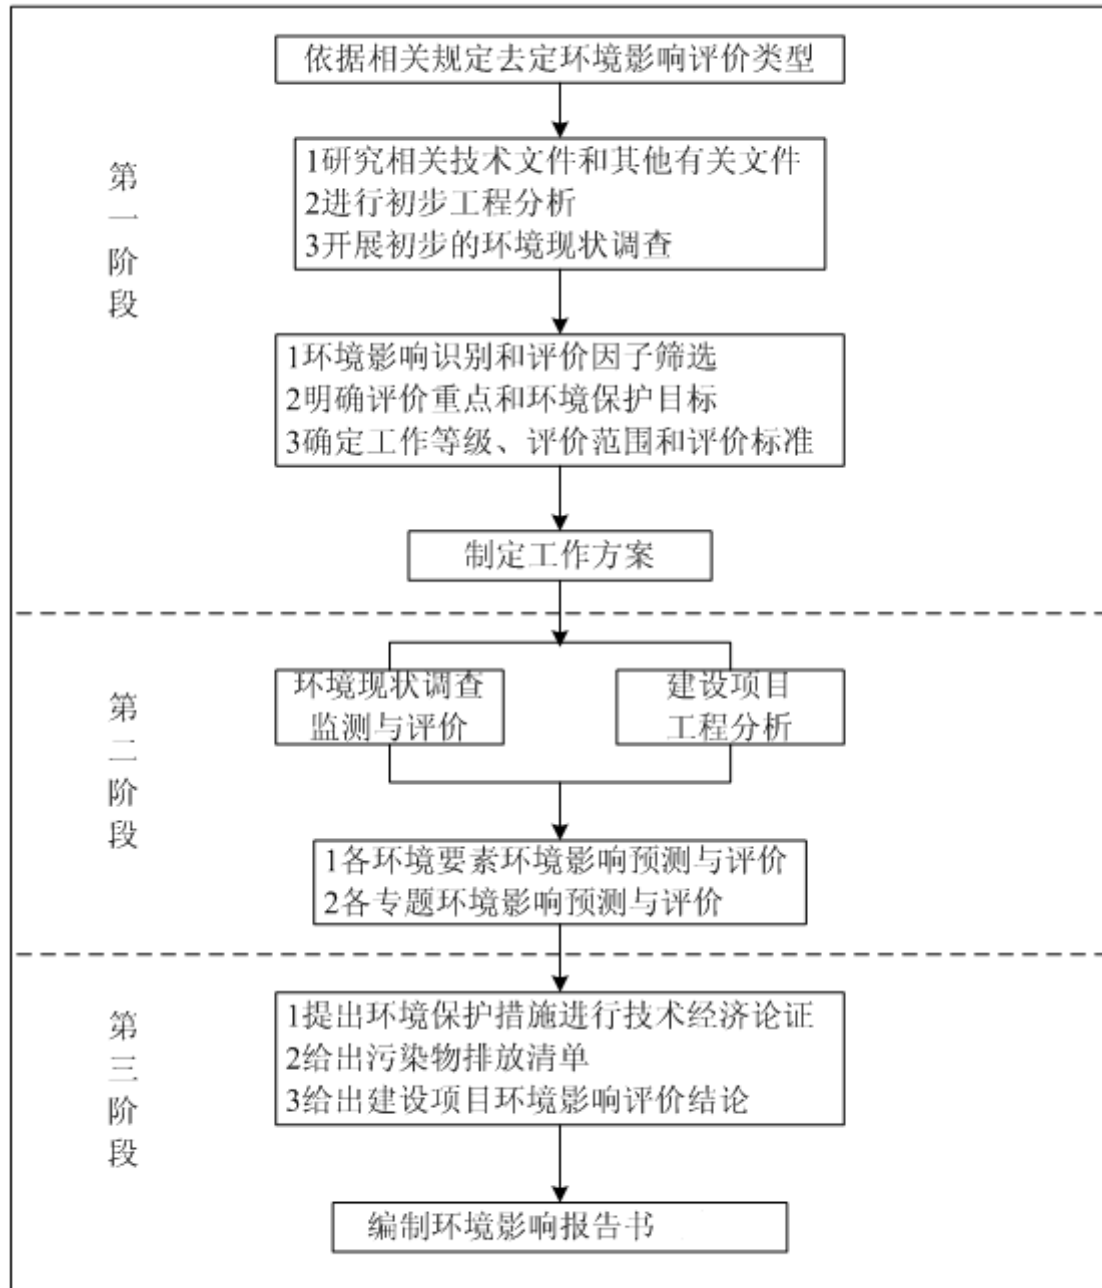 依据相关规定去定环境影响评价类型
第一阶段
1研究相关技术文件和其他有关文件
2进行初步工程分析
3开展初步的环境现状调查
1环境影响识别和评价因子筛选
2明确评价重点和环境保护目标
3确定工作等级、评价范围和评价标准
制定工作方案
第二阶段
环境现状调查
监测与评价
建设项目
工程分析
1各环境要素环境影响预测与评价
2各专题环境影响预测与评价
第三阶段
1提出环境保护措施进行技术经济论证
2给出污染物排放清单
3给出建设项目环境影响评价结论
编制环境影响报告书